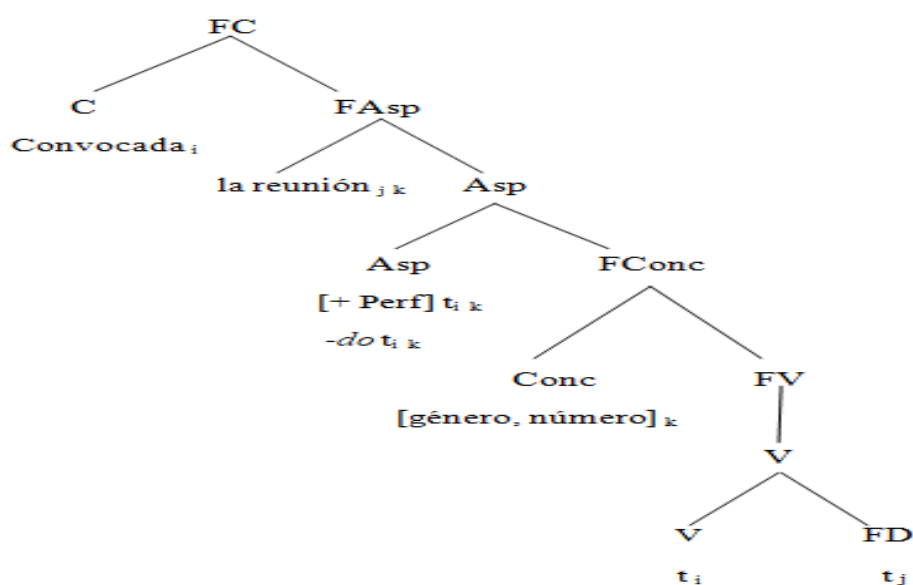 FC
C FAsp
Convocada i
la reunión j k Asp
Asp FConc
[+ Perf] t i k
-do t i k
Conc FV
[género, número] k
V
V FD
t i t j